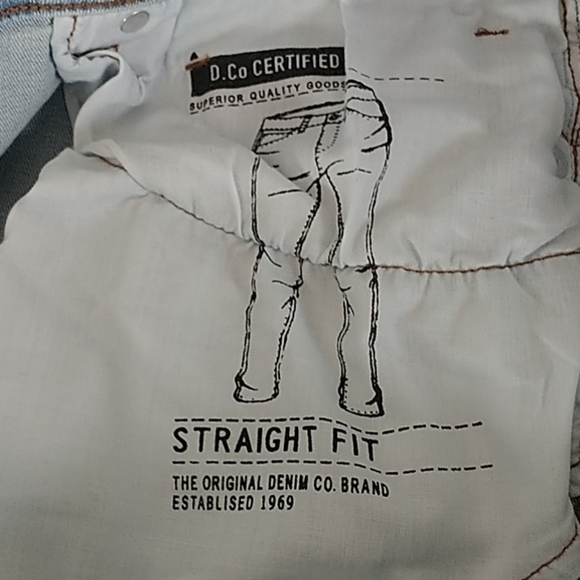 D.Co CERTIFIED
SUPERIOR QUALITY GOODS
STRAIGHT FIT
THE ORIGINAL DENIM CO. BRAND
ESTABLISED 1969